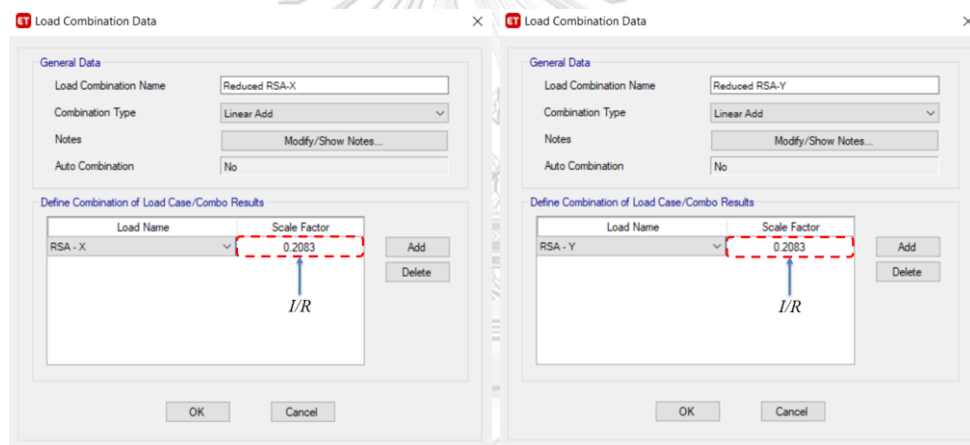 ET Load Combination Data
General Data
Load Combination Name Reduced RSA-X
Combination Type Linear Add
Notes Modify/Show Notes...
Auto Combination No
Define Combination of Load Case/Combo Results
Load Name Scale Factor
RSA - X 0.2083 Add
Delete
I/R
OK Cancel
ET Load Combination Data
General Data
Load Combination Name Reduced RSA-Y
Combination Type Linear Add
Notes Modify/Show Notes...
Auto Combination No
Define Combination of Load Case/Combo Results
Load Name Scale Factor
RSA - Y 0.2083 Add
Delete
I/R
OK Cancel